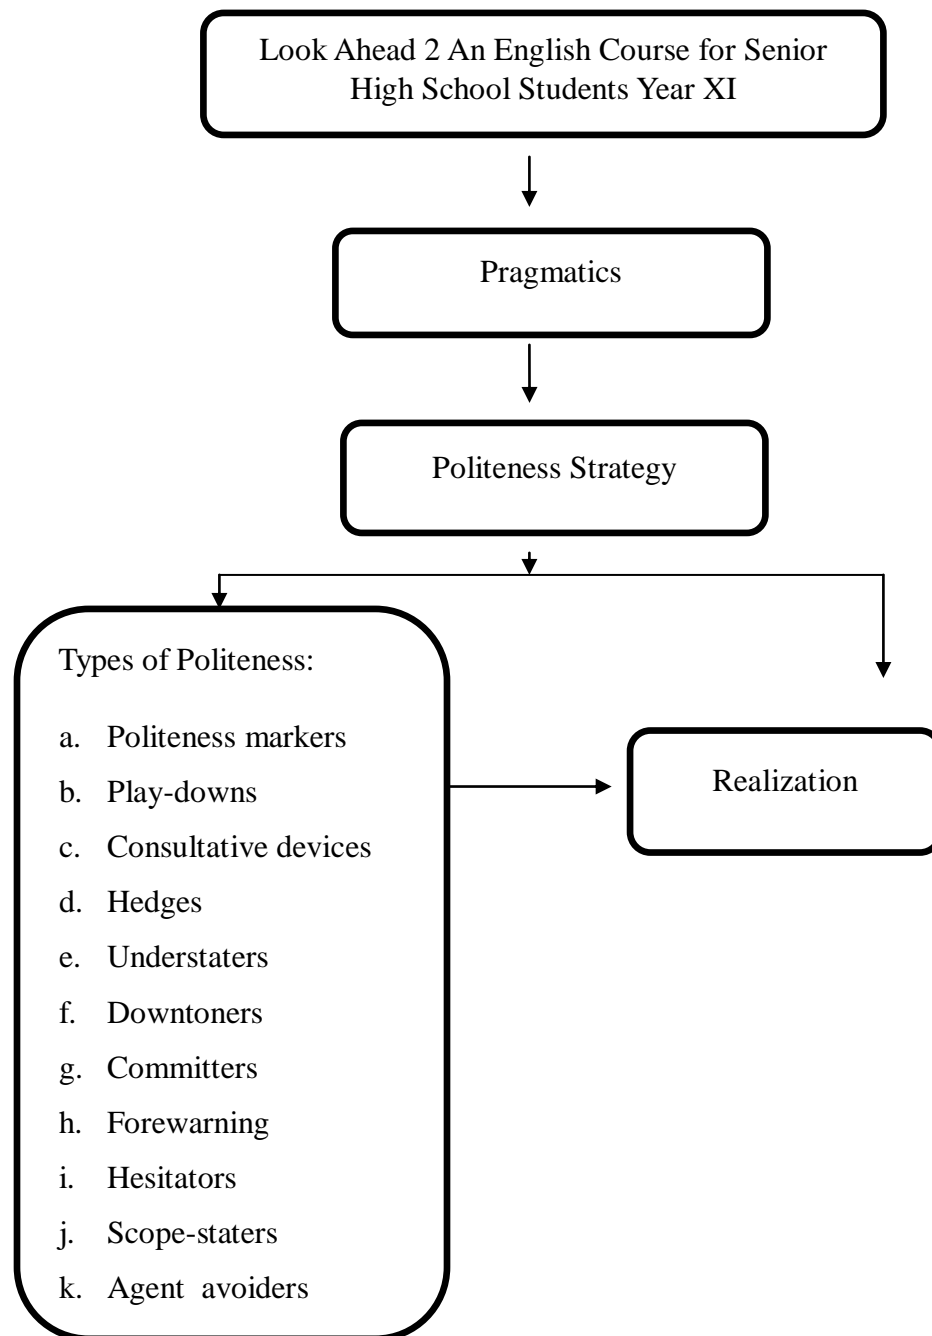 Look Ahead 2 An English Course for Senior
High School Students Year XI
Pragmatics
Politeness Strategy
Types of Politeness:
a. Politeness markers
b. Play-downs
c. Consultative devices
d. Hedges
e. Understaters
f. Downtoners
g. Committers
h. Forewarning
i. Hesitators
j. Scope-staters
k. Agent avoiders
Realization